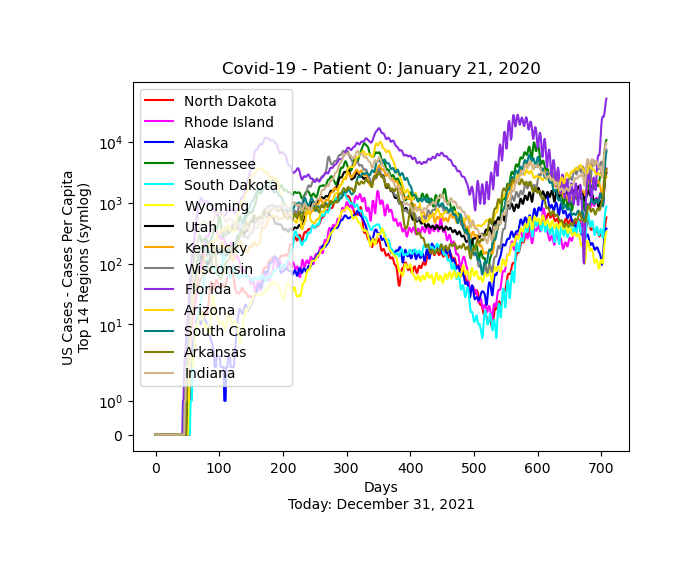 Covid-19 - Patient 0: January 21, 2020
US Cases - Cases Per Capita
Top 14 Regions (symlog)
10^4
10^3
10^2
10^1
10^0
0
North Dakota
Rhode Island
Alaska
Tennessee
South Dakota
Wyoming
Utah
Kentucky
Wisconsin
Florida
Arizona
South Carolina
Arkansas
Indiana
0 100 200 300 400 500 600 700
Days
Today: December 31, 2021